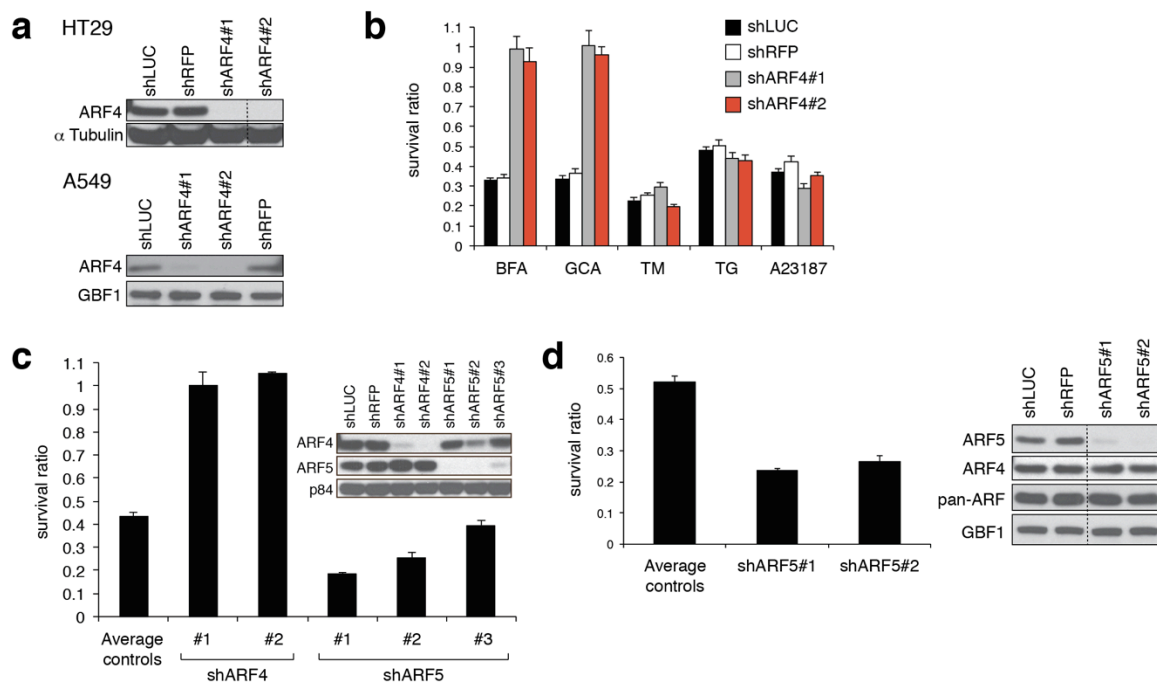 a
HT29
shLUC
shRFP
shARF4#1
shARF4#2
ARF4
α Tubulin
A549
shLUC
shARF4#1
shARF4#2
shRFP
ARF4
GBF1
b
shLUC
shRFP
shARF4#1
shARF4#2
survival ratio
1.1
1
0.9
0.8
0.7
0.6
0.5
0.4
0.3
0.2
0.1
0
BFA GCA TM TG A23187
c
survival ratio
1.1
1
0.9
0.8
0.7
0.6
0.5
0.4
0.3
0.2
0.1
0
Average
controls
#1 #2 #1 #2 #3
shARF4 shARF5
shLUC
shRFP
shARF4#1
shARF4#2
shARF5#1
shARF5#2
shARF5#3
ARF4
ARF5
p84
d
survival ratio
0.6
0.5
0.4
0.3
0.2
0.1
0
Average
controls
shARF5#1 shARF5#2
shLUC
shRFP
shARF5#1
shARF5#2
ARF5
ARF4
pan-ARF
GBF1